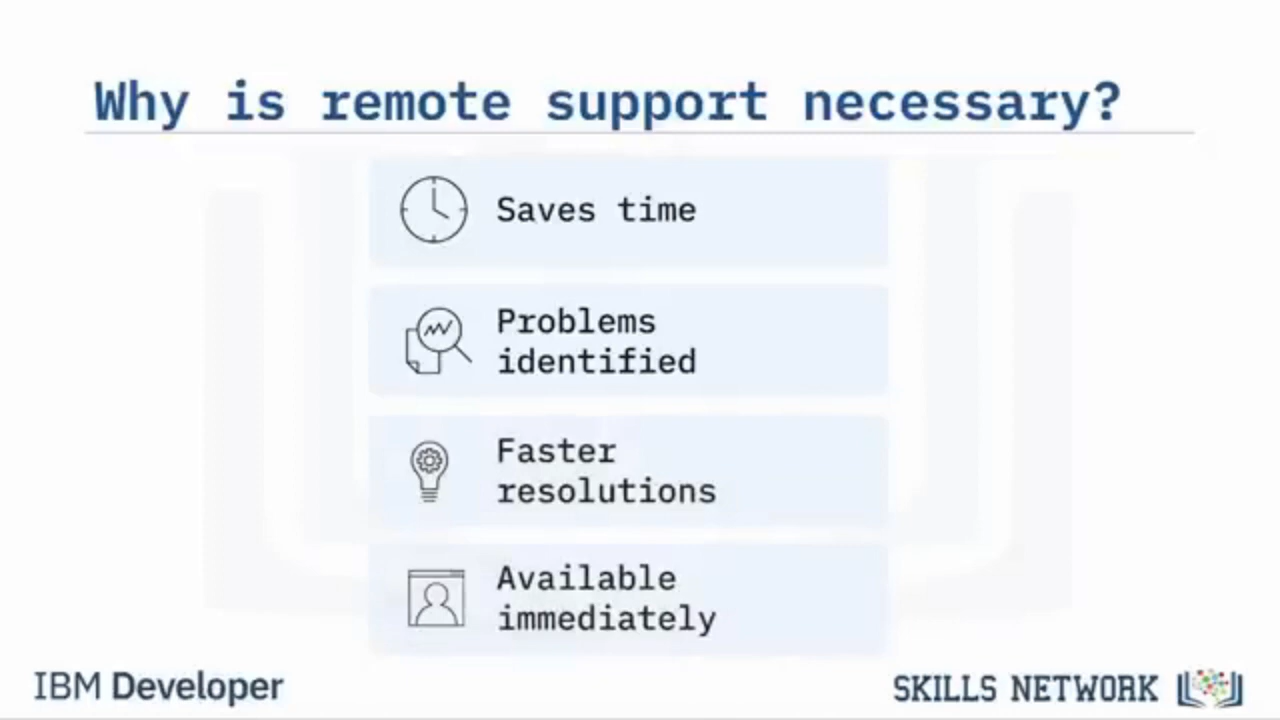 Why is remote support necessary?
Saves time
Problems
identified
Faster
resolutions
Available
immediately
IBM Developer
SKILLS NETWORK